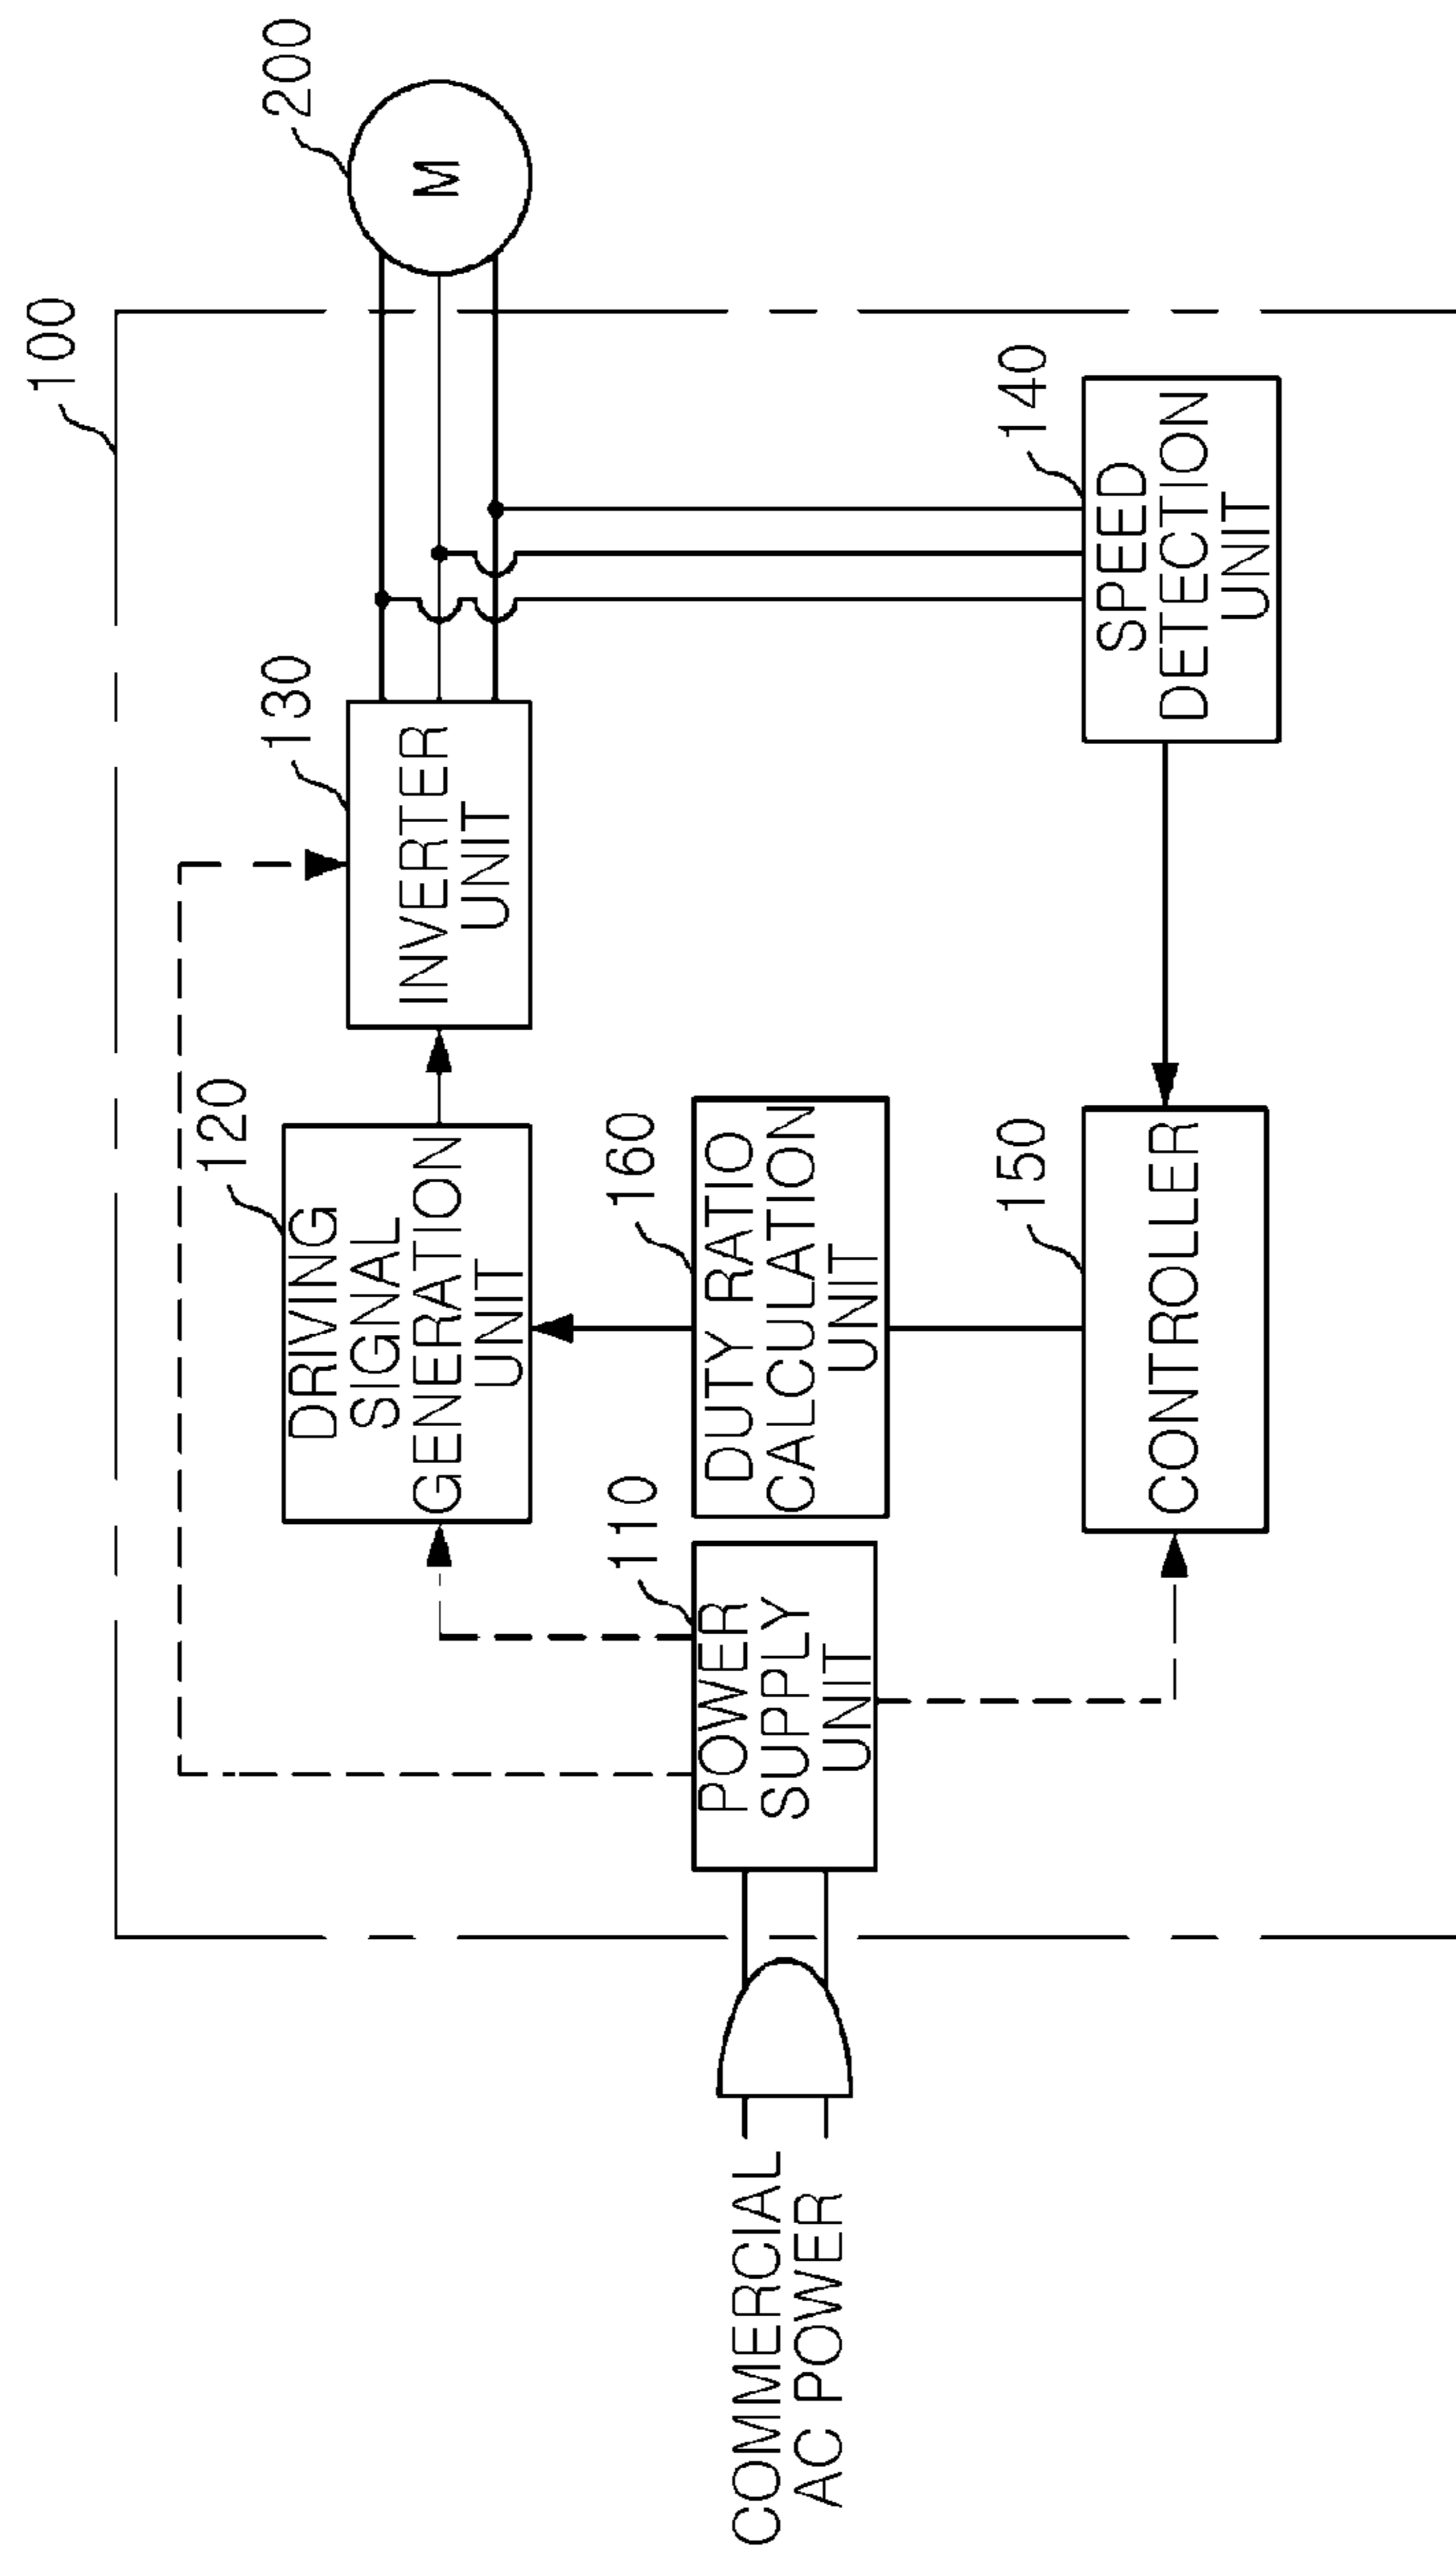 100
200
M
120
DRIVING
SIGNAL
GENERATION
UNIT
130
INVERTER
UNIT
110
POWER
SUPPLY
UNIT
160
DUTY RATIO
CALCULATION
UNIT
COMMERCIAL
AC POWER
150
CONTROLLER
140
SPEED
DETECTION
UNIT